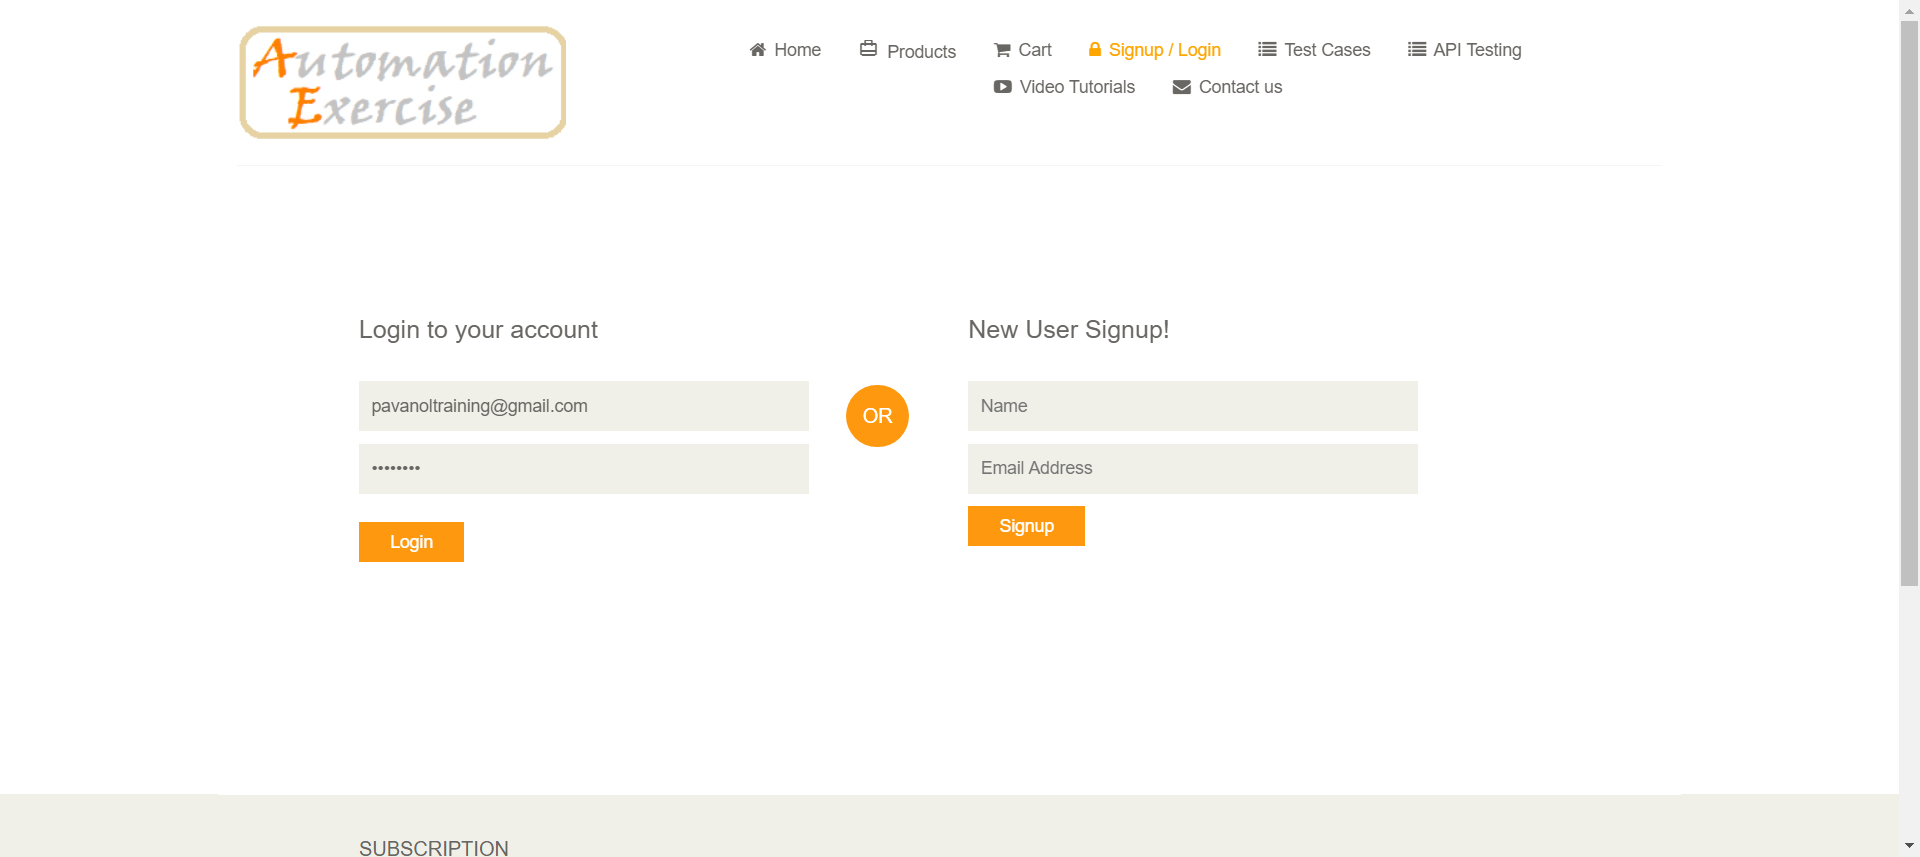 Automation
Exercise
Home Products Cart Signup / Login Test Cases API Testing
Video Tutorials Contact us
Login to your account
pavanoltraining@gmail.com
••••••••
Login
OR
New User Signup!
Name
Email Address
Signup
SUBSCRIPTION